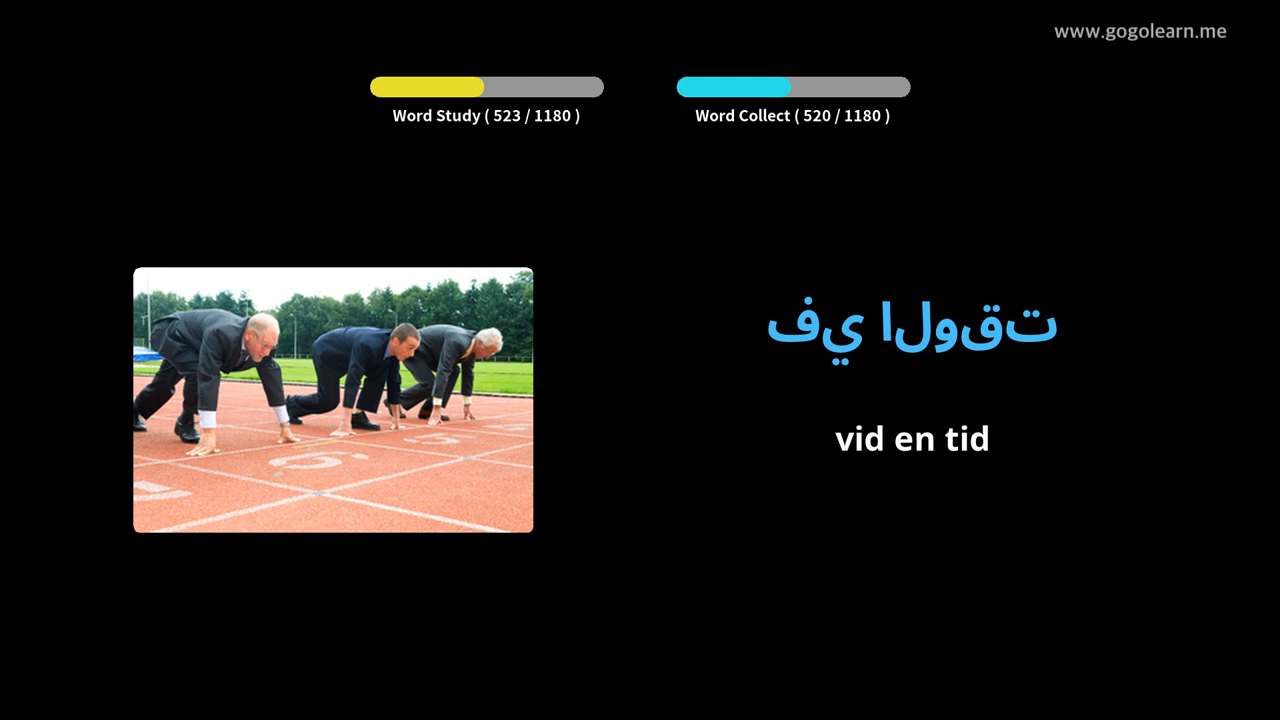 www.gogolearn.me
Word Study ( 523 / 1180 )
Word Collect ( 520 / 1180 )
في الوقت
vid en tid